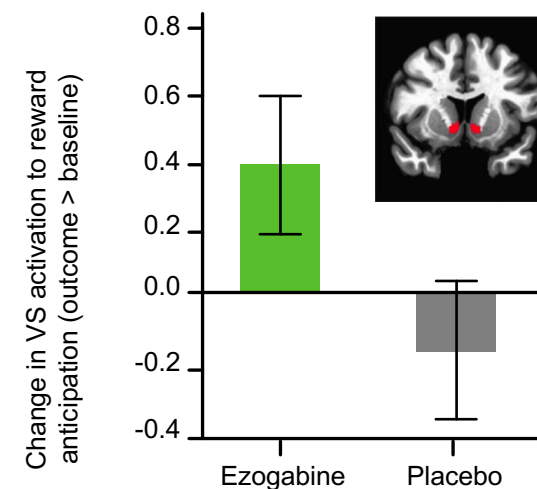 Change in VS activation to reward
anticipation (outcome > baseline)
0.8
0.6
0.4
0.2
0.0
-0.2
-0.4
Ezogabine
Placebo